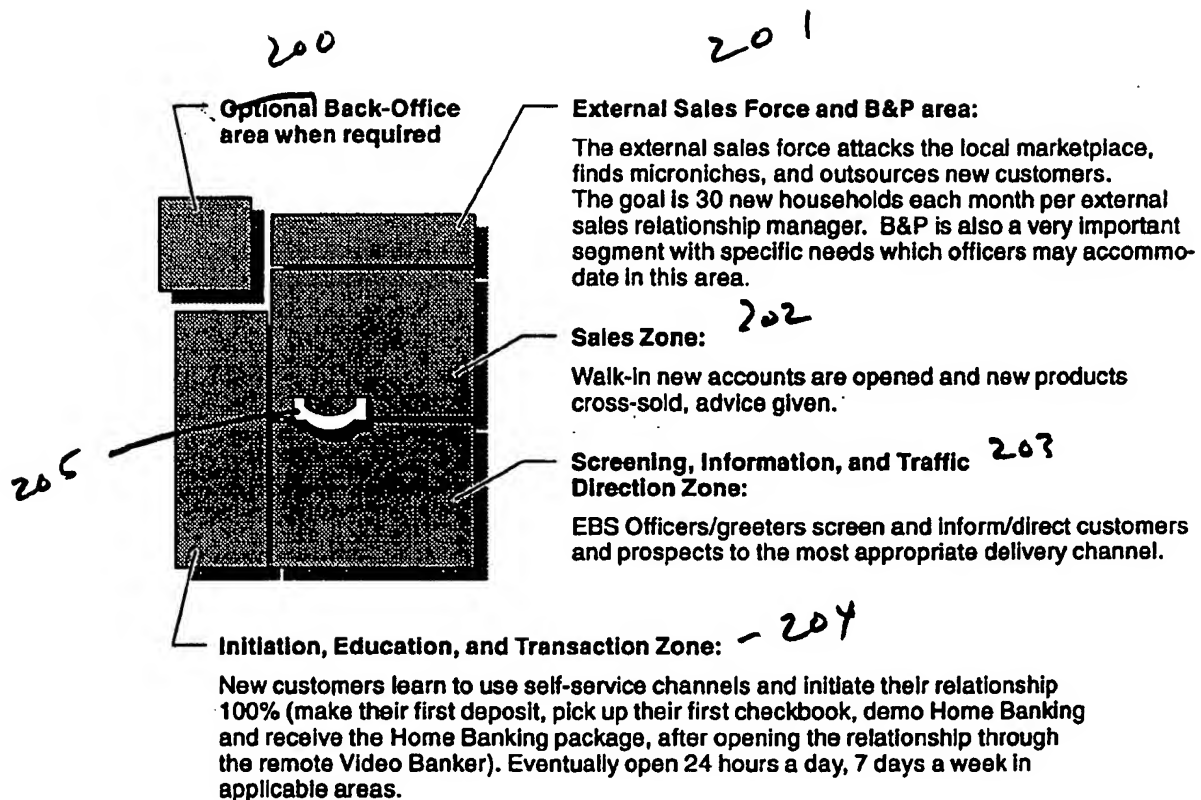 200
201
Optional Back-Office
area when required
External Sales Force and B&P area:
The external sales force attacks the local marketplace,
finds microniches, and outsources new customers.
The goal is 30 new households each month per external
sales relationship manager. B&P is also a very important
segment with specific needs which officers may accommo-
date in this area.
202
Sales Zone:
Walk-in new accounts are opened and new products
cross-sold, advice given.
205
Screening, Information, and Traffic 203
Direction Zone:
EBS Officers/greeters screen and inform/direct customers
and prospects to the most appropriate delivery channel.
Initiation, Education, and Transaction Zone: - 204
New customers learn to use self-service channels and initiate their relationship
100% (make their first deposit, pick up their first checkbook, demo Home Banking
and receive the Home Banking package, after opening the relationship through
the remote Video Banker). Eventually open 24 hours a day, 7 days a week in
applicable areas.